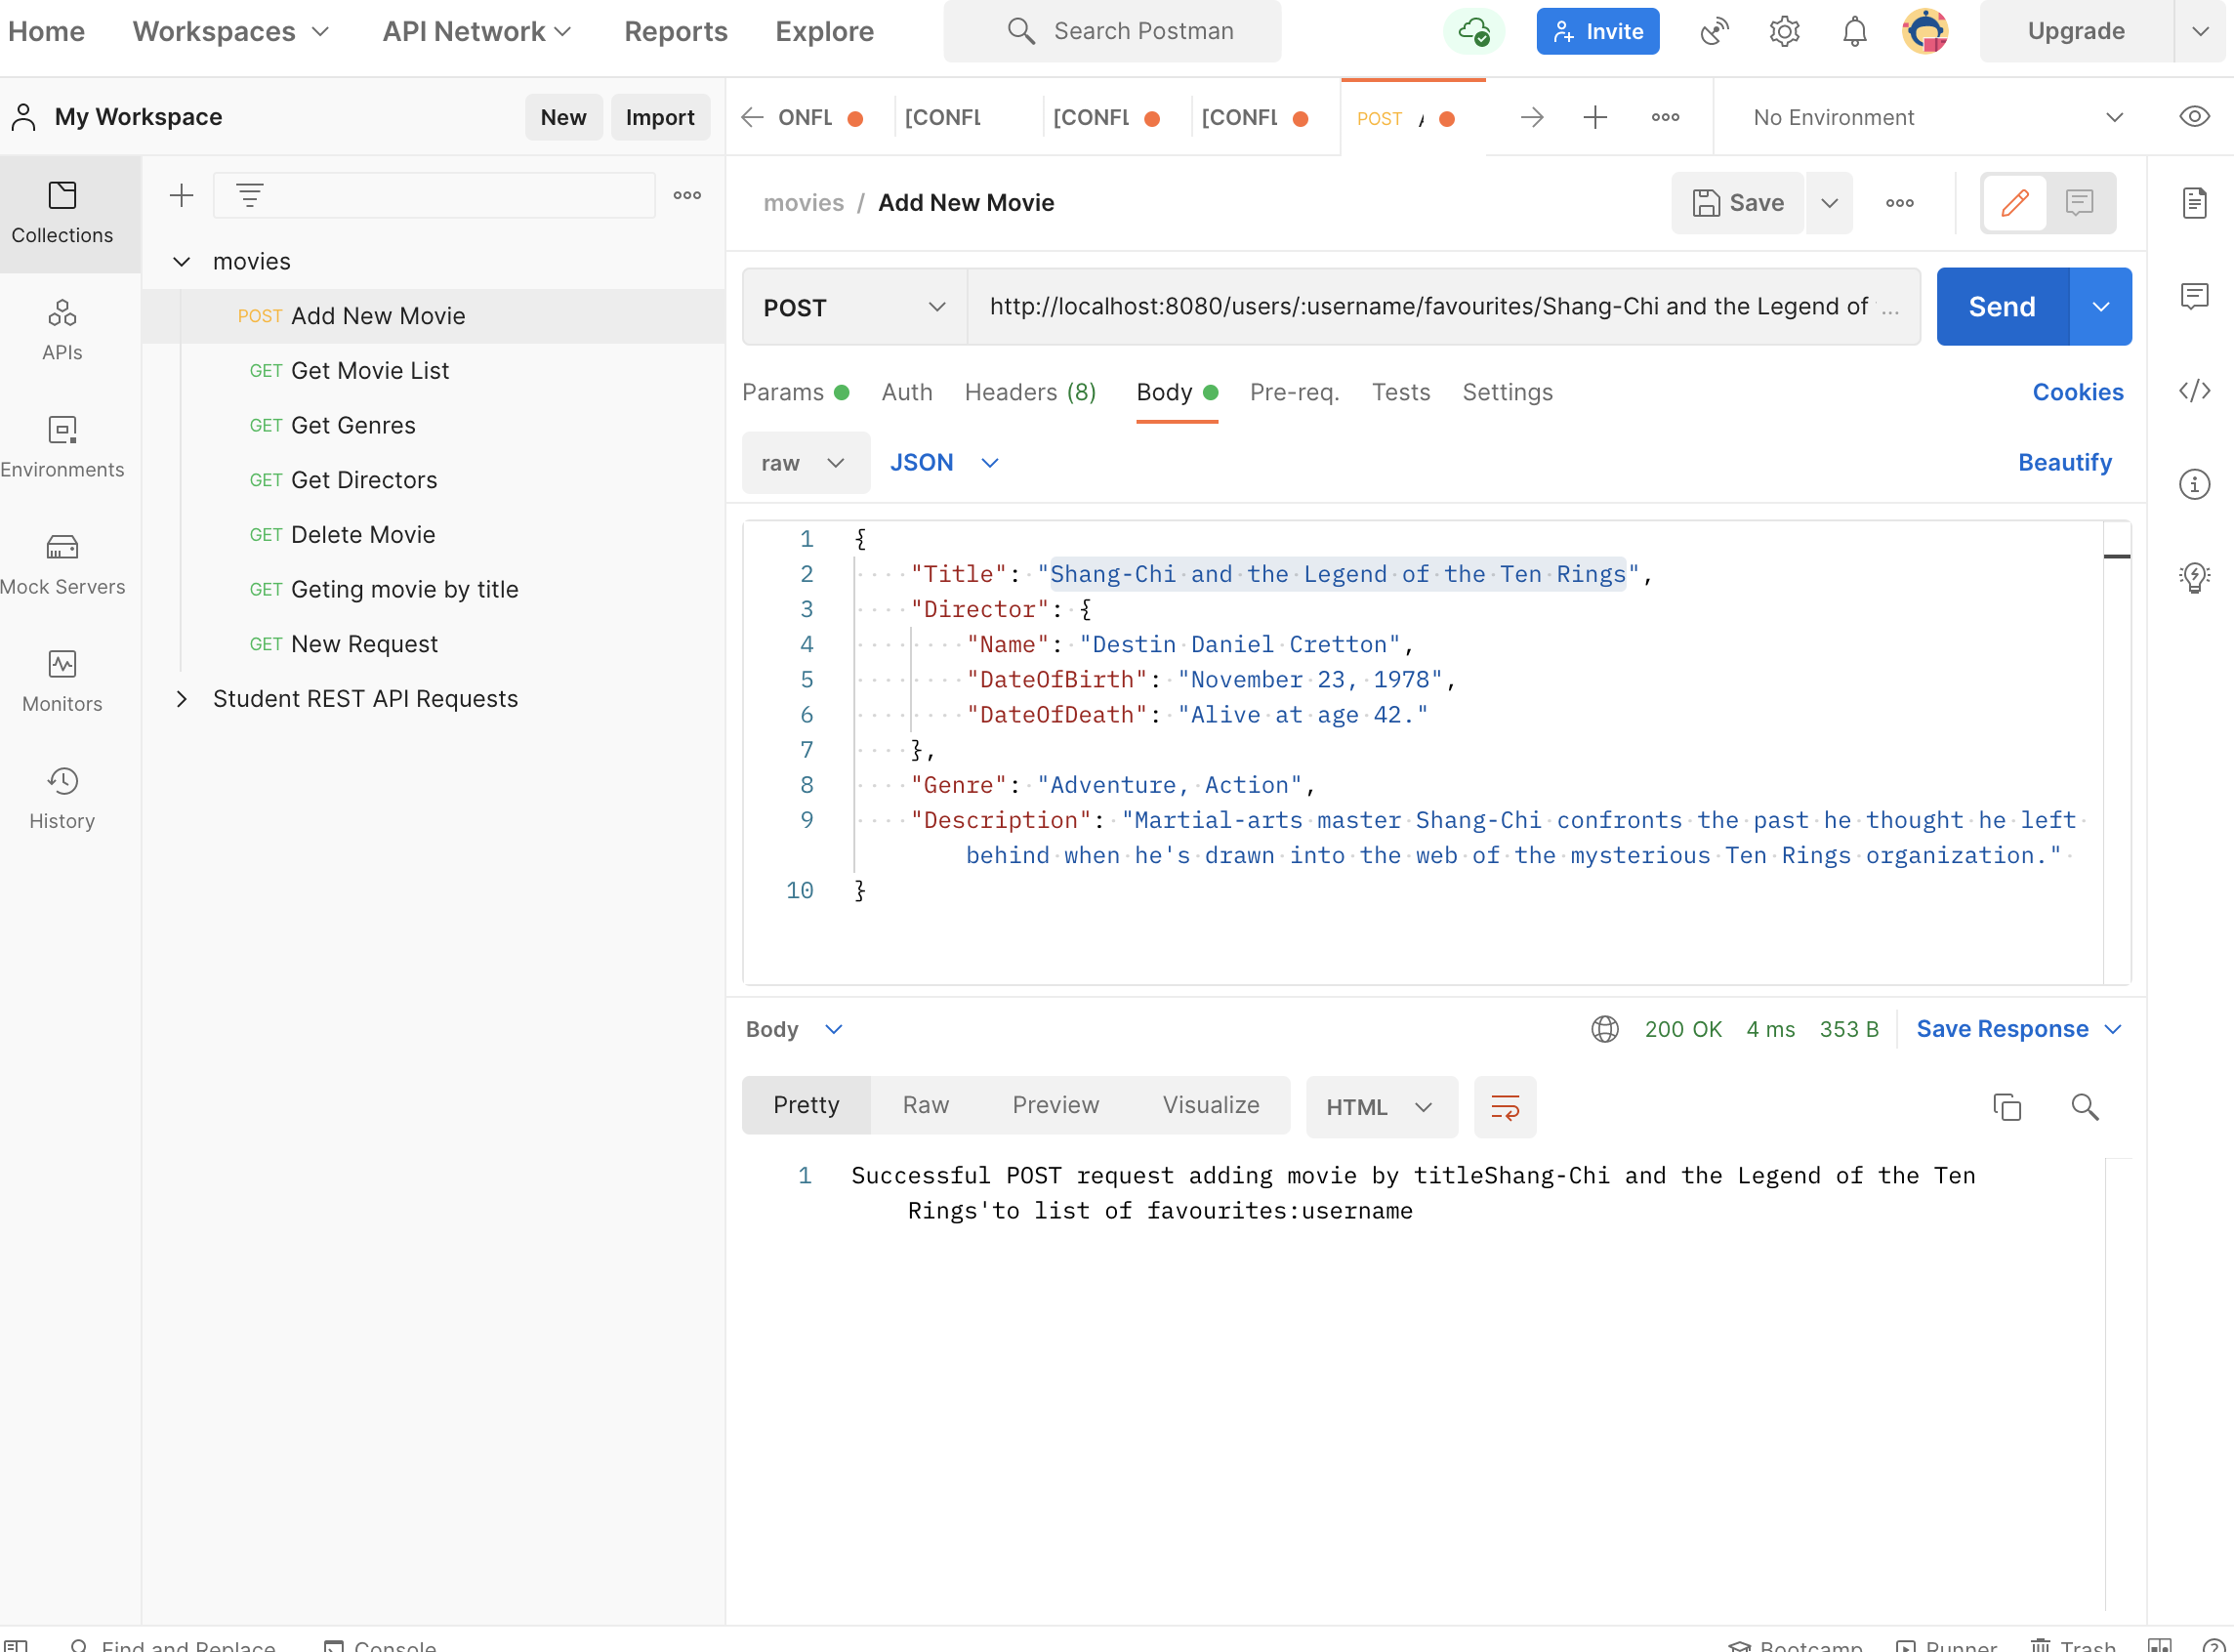 Home Workspaces API Network Reports Explore Search Postman Invite Upgrade
My Workspace New Import
ONFL [CONFL [CONFL [CONFL POST No Environment
Collections
APIs
Environments
Mock Servers
Monitors
History
movies
POST Add New Movie
GET Get Movie List
GET Get Genres
GET Get Directors
GET Delete Movie
GET Geting movie by title
GET New Request
Student REST API Requests
movies / Add New Movie Save
POST http://localhost:8080/users/:username/favourites/Shang-Chi and the Legend of ... Send
Params Auth Headers (8) Body Pre-req. Tests Settings Cookies
raw JSON Beautify
1 {
2 "Title": "Shang-Chi and the Legend of the Ten Rings",
3 "Director": {
4 "Name": "Destin Daniel Cretton",
5 "DateOfBirth": "November 23, 1978",
6 "DateOfDeath": "Alive at age 42."
7 },
8 "Genre": "Adventure, Action",
9 "Description": "Martial-arts master Shang-Chi confronts the past he thought he left
behind when he's drawn into the web of the mysterious Ten Rings organization."
10 }
Body 200 OK 4 ms 353 B Save Response
Pretty Raw Preview Visualize HTML
1 Successful POST request adding movie by titleShang-Chi and the Legend of the Ten
Rings'to list of favourites:username
Find and Replace Console Bootcamp Runner Trash